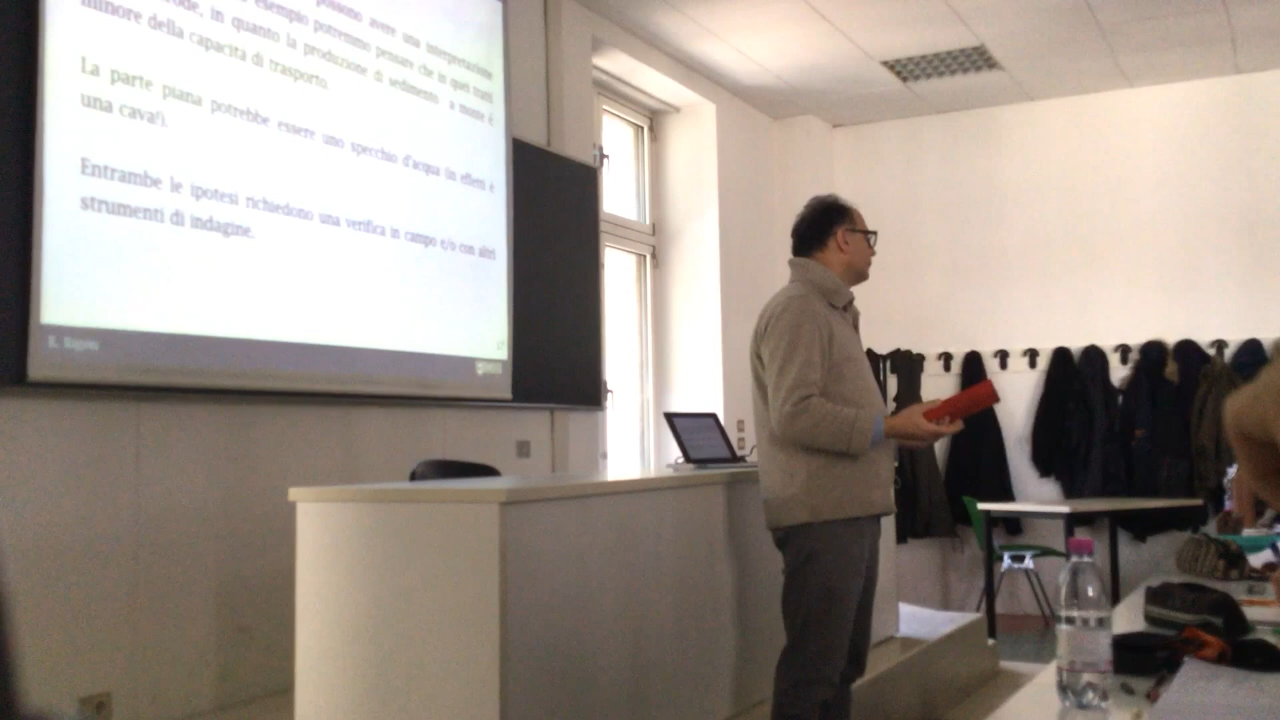 possono avere una interpretazione
esempio potremmo pensare che in quei tratti
in quanto la produzione di sedimento a monte è
minore della capacita di trasporto.
La parte piana potrebbe essere uno specchio d'acqua (in effetti è
una cava!).
Entrambe le ipotesi richiedono una verifica in campo e/o con altri
strumenti di indagine.